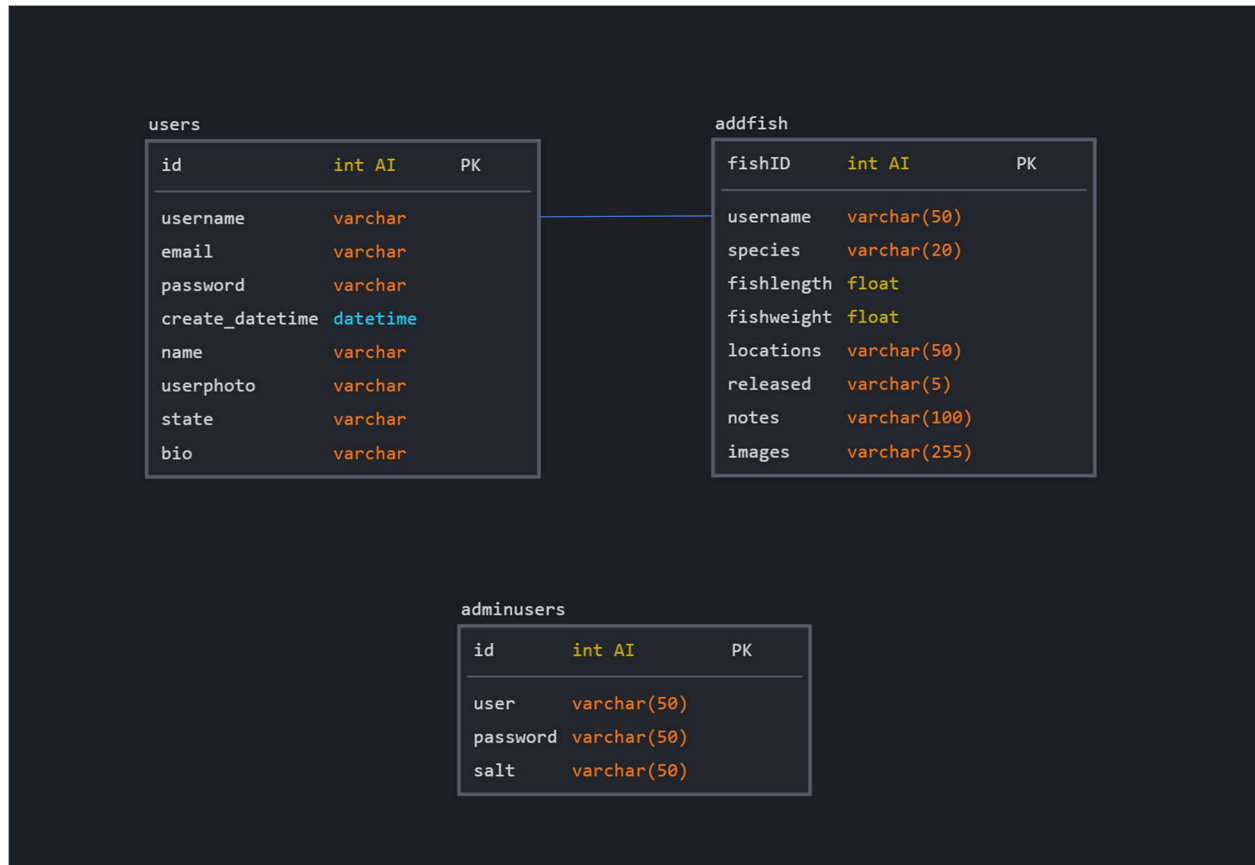 users
id int AI PK
username varchar
email varchar
password varchar
create_datetime datetime
name varchar
userphoto varchar
state varchar
bio varchar
addfish
fishID int AI PK
username varchar(50)
species varchar(20)
fishlength float
fishweight float
locations varchar(50)
released varchar(5)
notes varchar(100)
images varchar(255)
adminusers
id int AI PK
user varchar(50)
password varchar(50)
salt varchar(50)